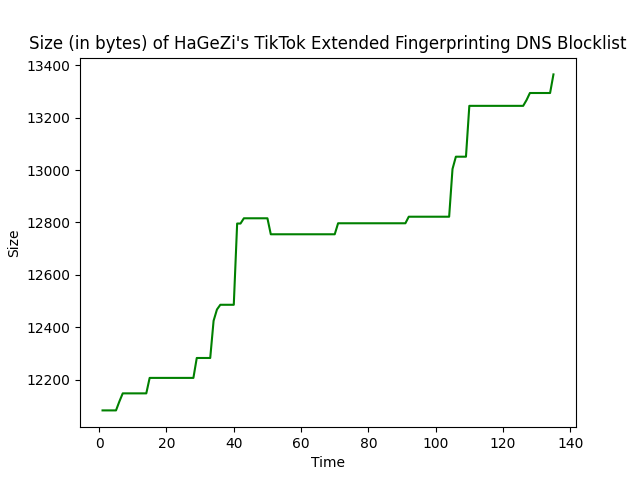 Size (in bytes) of HaGeZi's TikTok Extended Fingerprinting DNS Blocklist
13400
13200
13000
12800
12600
12400
12200
Size
0 20 40 60 80 100 120 140
Time